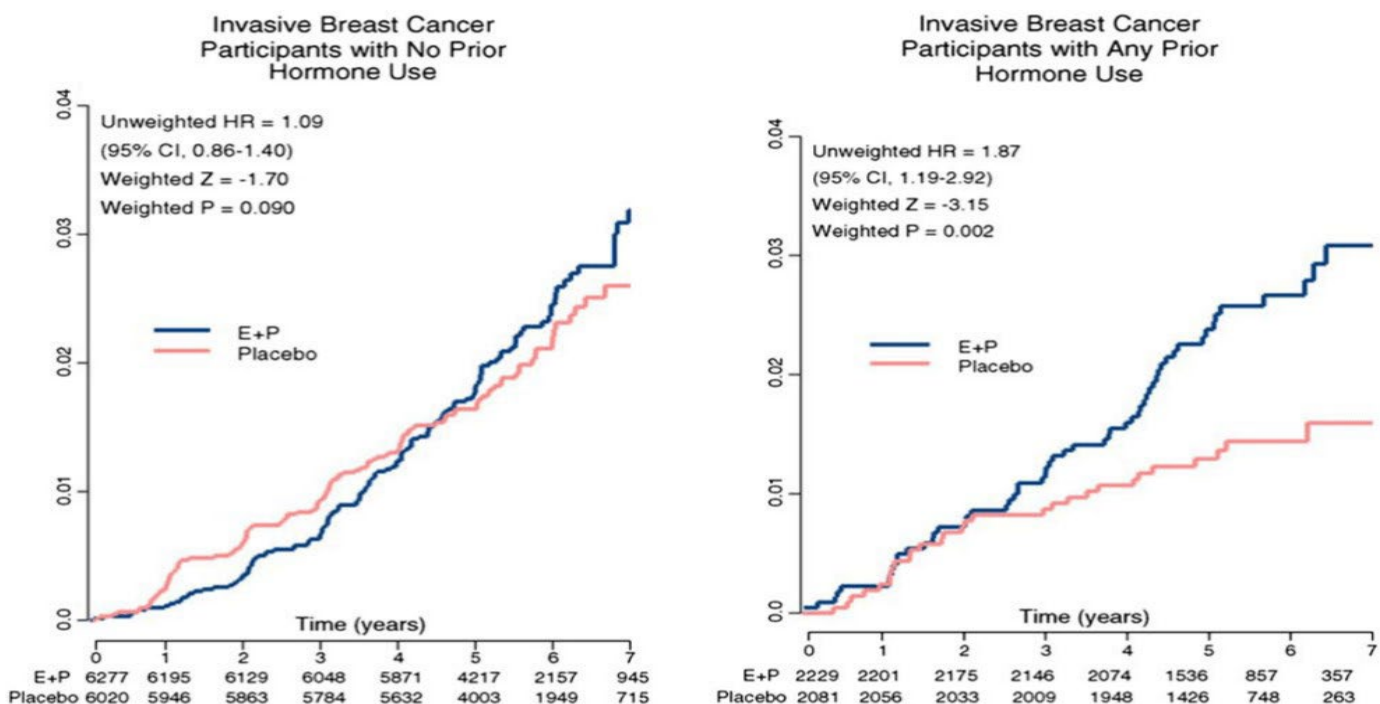 Invasive Breast Cancer
Participants with No Prior
Hormone Use
0.04
0.03
0.02
0.01
0.0
Unweighted HR = 1.09
(95% CI, 0.86-1.40)
Weighted Z = -1.70
Weighted P = 0.090
E+P
Placebo
Time (years)
0 1 2 3 4 5 6 7
E+P 6277 6195 6129 6048 5871 4217 2157 945
Placebo 6020 5946 5863 5784 5632 4003 1949 715
Invasive Breast Cancer
Participants with Any Prior
Hormone Use
0.04
0.03
0.02
0.01
0.0
Unweighted HR = 1.87
(95% CI, 1.19-2.92)
Weighted Z = -3.15
Weighted P = 0.002
E+P
Placebo
Time (years)
0 1 2 3 4 5 6 7
E+P 2229 2201 2175 2146 2074 1536 857 357
Placebo 2081 2056 2033 2009 1948 1426 748 263